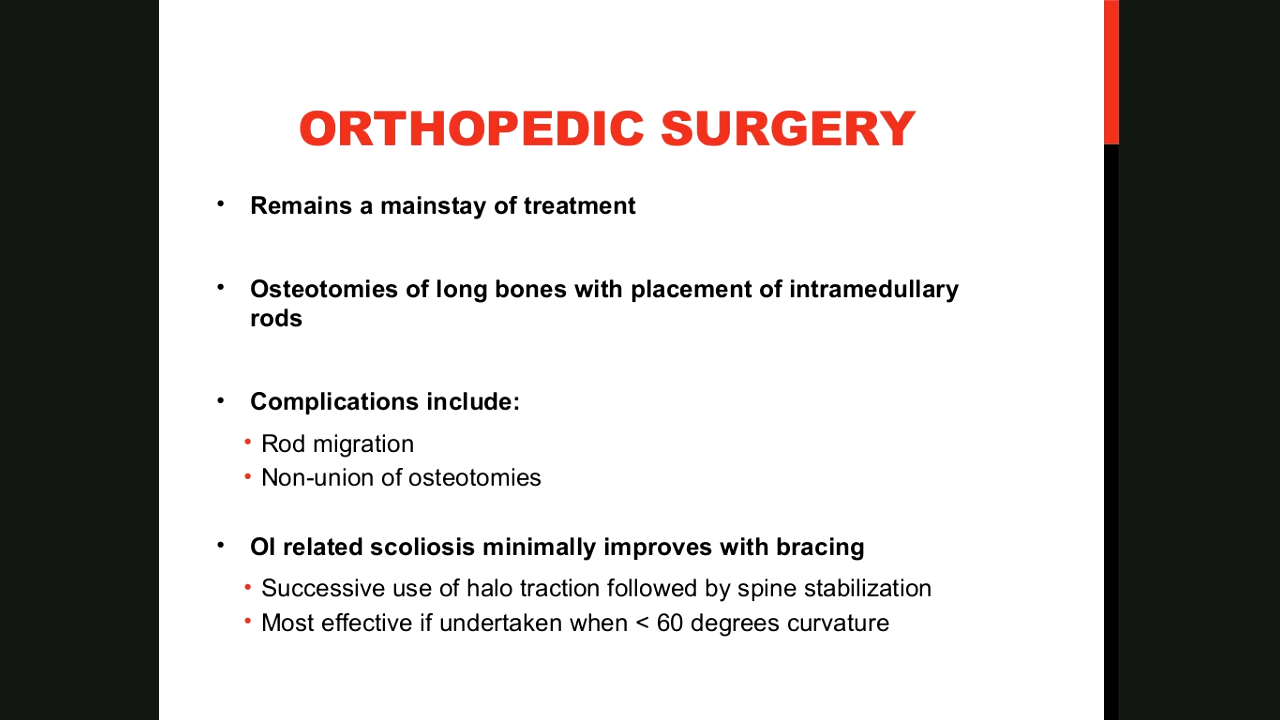 ORTHOPEDIC SURGERY
• Remains a mainstay of treatment
• Osteotomies of long bones with placement of intramedullary
rods
• Complications include:
• Rod migration
• Non-union of osteotomies
• OI related scoliosis minimally improves with bracing
• Successive use of halo traction followed by spine stabilization
• Most effective if undertaken when < 60 degrees curvature